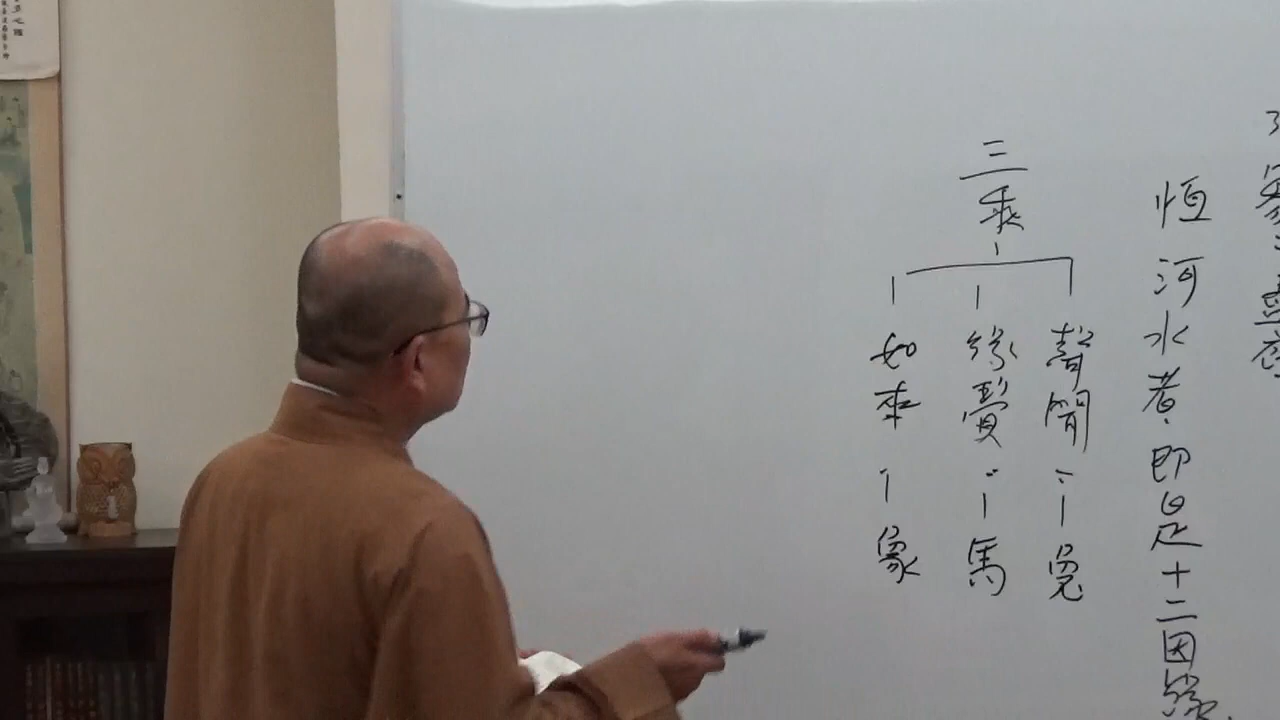 恒河水者、即是十二因緣
三乘
聲聞 - 兔
緣覺 - 馬
如來 - 象